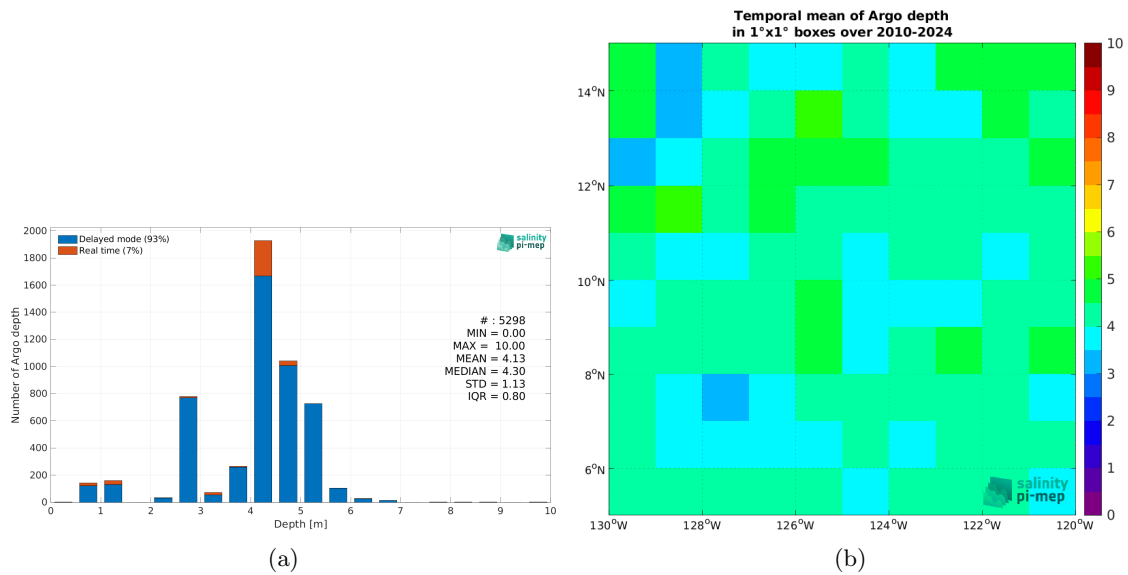 Delayed mode (93%)
Real time (7%)
salinity
pi-mep
2000
1800
1600
1400
1200
1000
800
600
400
200
0
Number of Argo depth
# : 5298
MIN = 0.00
MAX = 10.00
MEAN = 4.13
MEDIAN = 4.30
STD = 1.13
IQR = 0.80
0 1 2 3 4 5 6 7 8 9 10
Depth [m]
(a)
Temporal mean of Argo depth
in 1°x1° boxes over 2010-2024
14°N
12°N
10°N
8°N
6°N
130°W 128°W 126°W 124°W 122°W 120°W
salinity
pi-mep
10
9
8
7
6
5
4
3
2
1
0
(b)